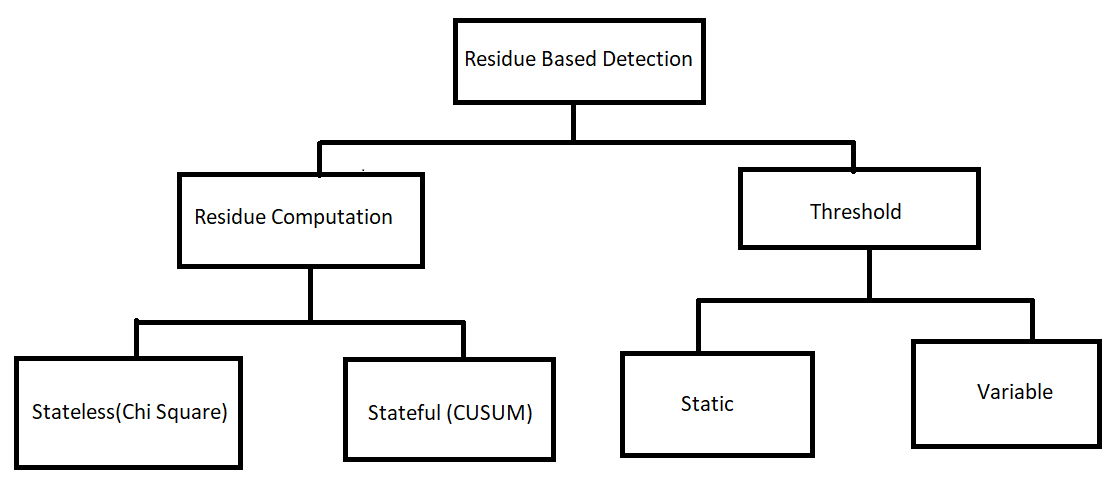 Residue Based Detection
Residue Computation
Threshold
Stateless(Chi Square)
Stateful (CUSUM)
Static
Variable